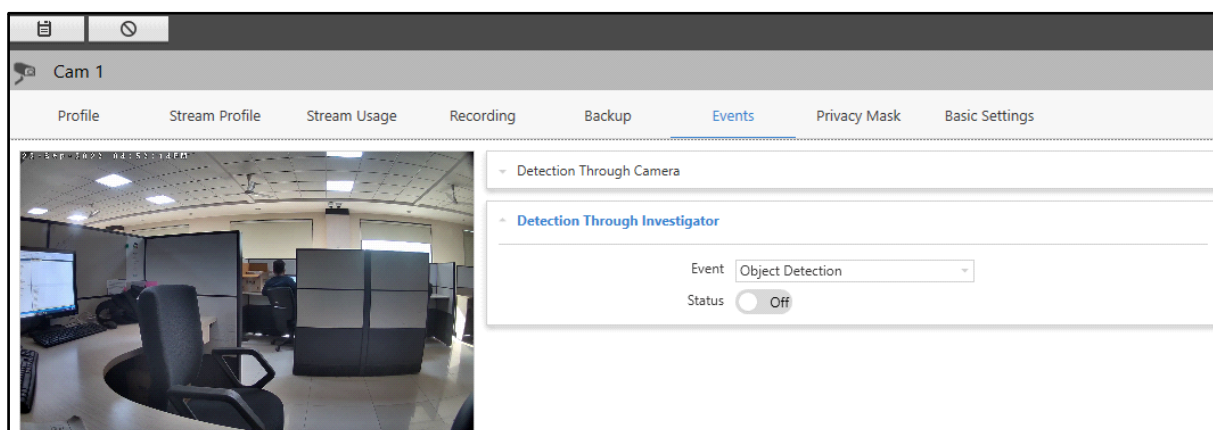 Cam 1
Profile Stream Profile Stream Usage Recording Backup Events Privacy Mask Basic Settings
Detection Through Camera
Detection Through Investigator
Event Object Detection
Status Off